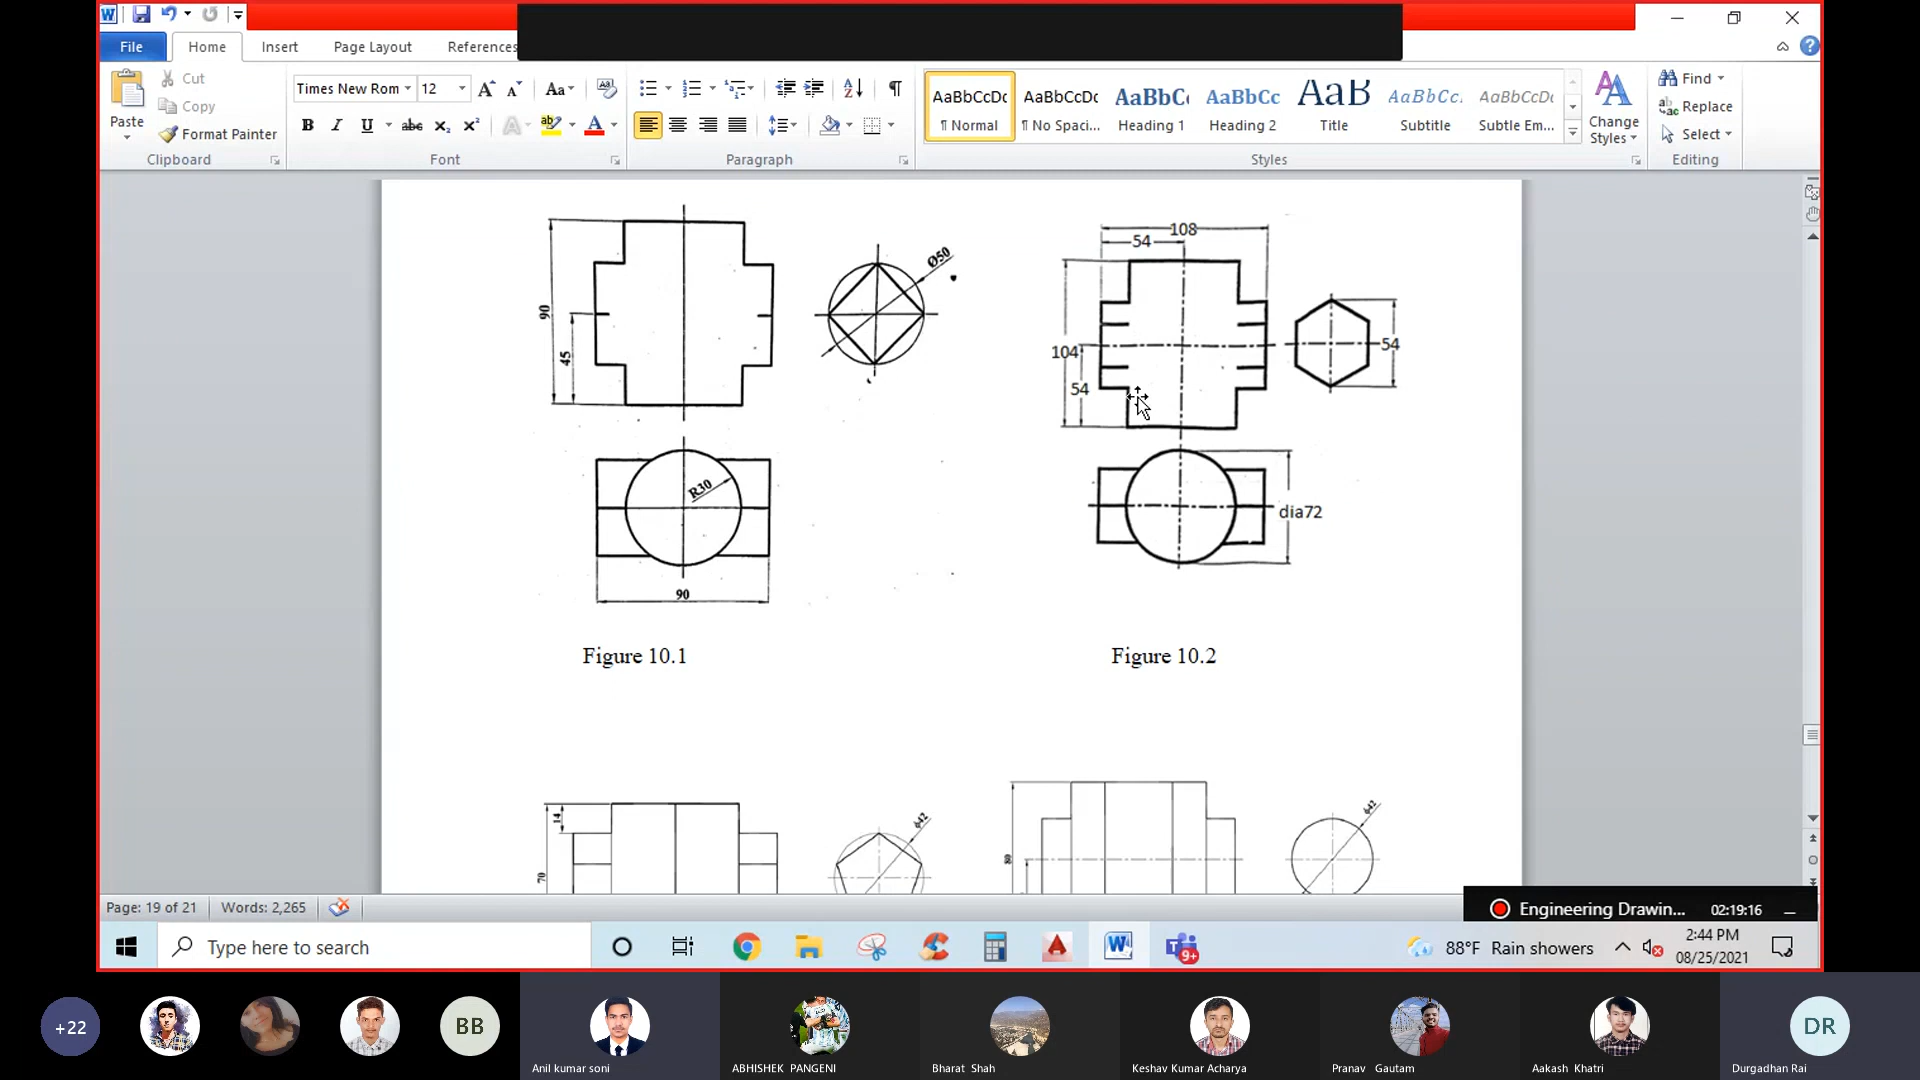 File Home Insert Page Layout References
Cut
Copy
Paste
Format Painter
Clipboard
Times New Rom 12
Font
Paragraph
AaBbCcDc AaBbCcDc AaBbC AaBbCc AaB AaBbCc. AaBbCcDc
¶ Normal ¶ No Spaci... Heading 1 Heading 2 Title Subtitle Subtle Em...
Styles
Change
Styles
Find
Replace
Select
Editing
90
45
Ø50
R30
90
Figure 10.1
108
54
104
54
54
dia72
Figure 10.2
14
70
ϕ42
80
ϕ42
Page: 19 of 21 Words: 2,265
Engineering Drawin... 02:19:16
Type here to search
9+
88°F Rain showers
2:44 PM
08/25/2021
+22
BB
DR
Anil kumar soni
ABHISHEK PANGENI
Bharat Shah
Keshav Kumar Acharya
Pranav Gautam
Aakash Khatri
Durgadhan Rai